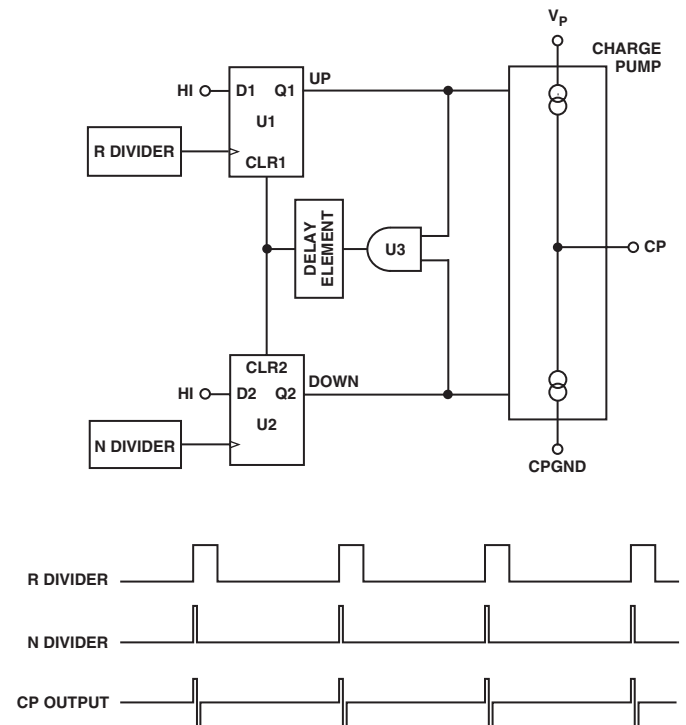 VP
CHARGE
PUMP
UP
HI
D1
Q1
U1
R DIVIDER
CLR1
DELAY
ELEMENT
U3
CP
CLR2
DOWN
HI
D2
Q2
U2
N DIVIDER
CPGND
R DIVIDER
N DIVIDER
CP OUTPUT